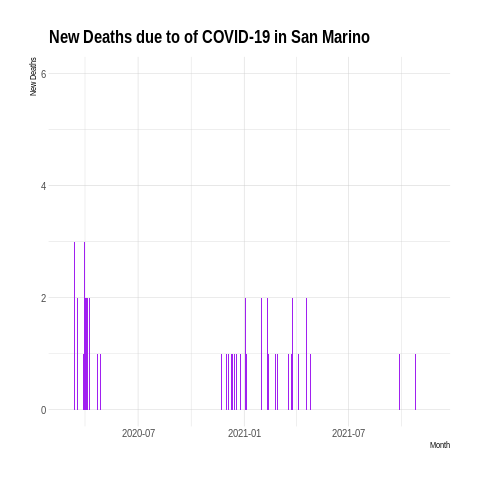 New Deaths due to of COVID-19 in San Marino
New Deaths
6
4
2
0
2020-07
2021-01
2021-07
Month